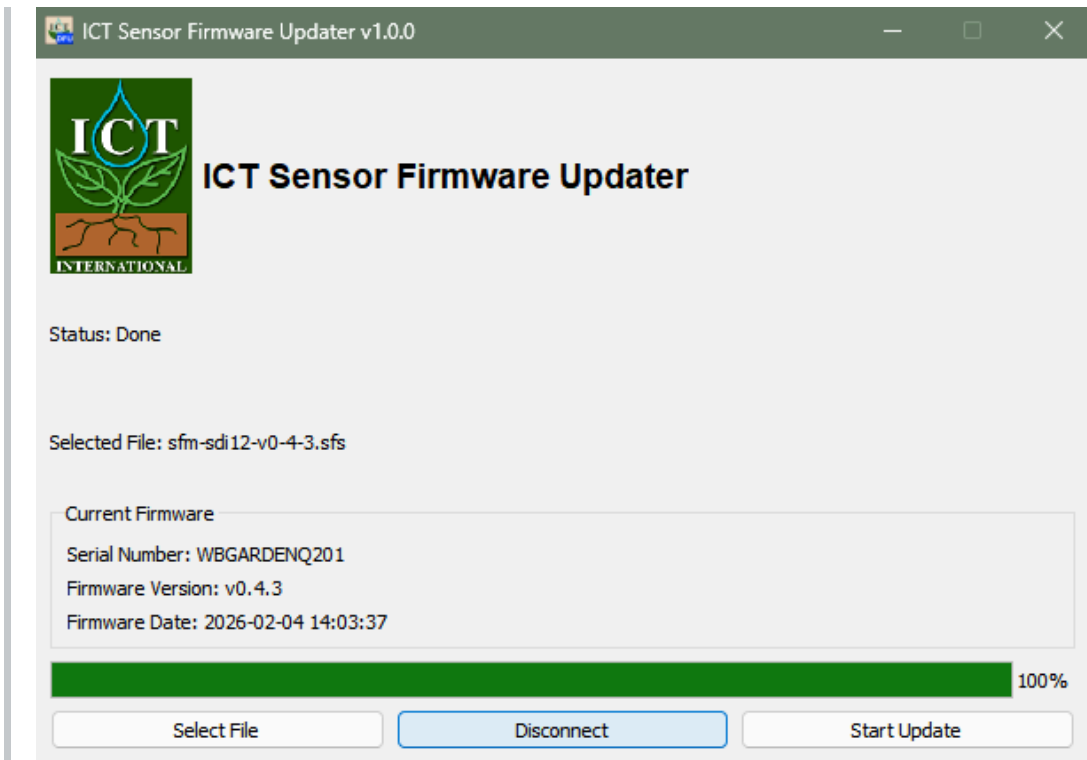 ICT Sensor Firmware Updater v1.0.0
ICT
INTERNATIONAL
ICT Sensor Firmware Updater
Status: Done
Selected File: sfm-sdi12-v0-4-3.sfs
Current Firmware
Serial Number: WBGARDENQ201
Firmware Version: v0.4.3
Firmware Date: 2026-02-04 14:03:37
100%
Select File
Disconnect
Start Update